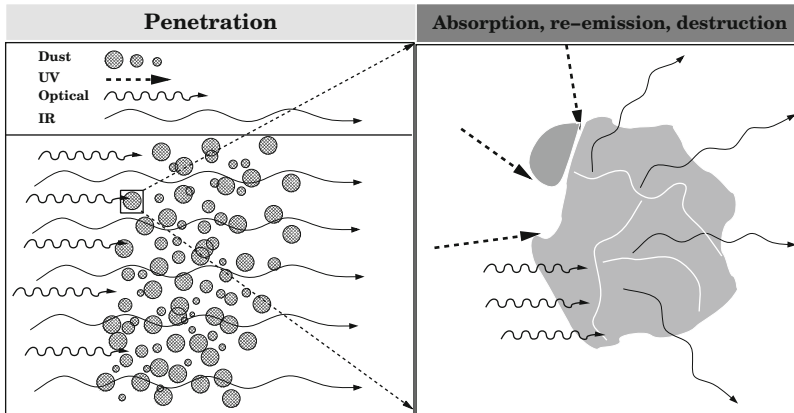 Penetration
Absorption, re-emission, destruction
Dust
UV
Optical
IR